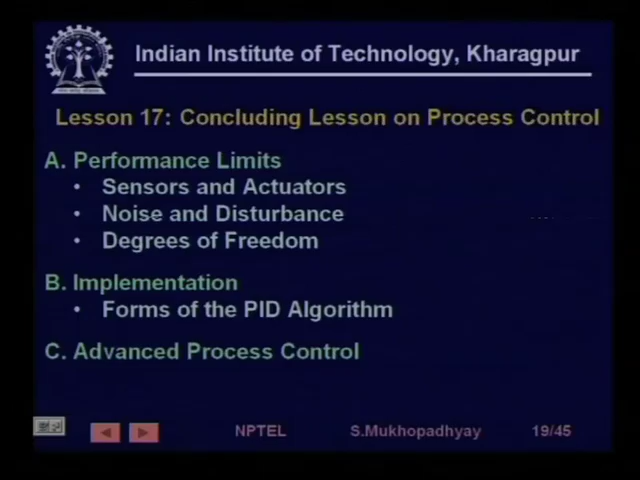 Indian Institute of Technology, Kharagpur
Lesson 17: Concluding Lesson on Process Control
A. Performance Limits
• Sensors and Actuators
• Noise and Disturbance
• Degrees of Freedom
B. Implementation
• Forms of the PID Algorithm
C. Advanced Process Control
NPTEL S.Mukhopadhyay 19/45